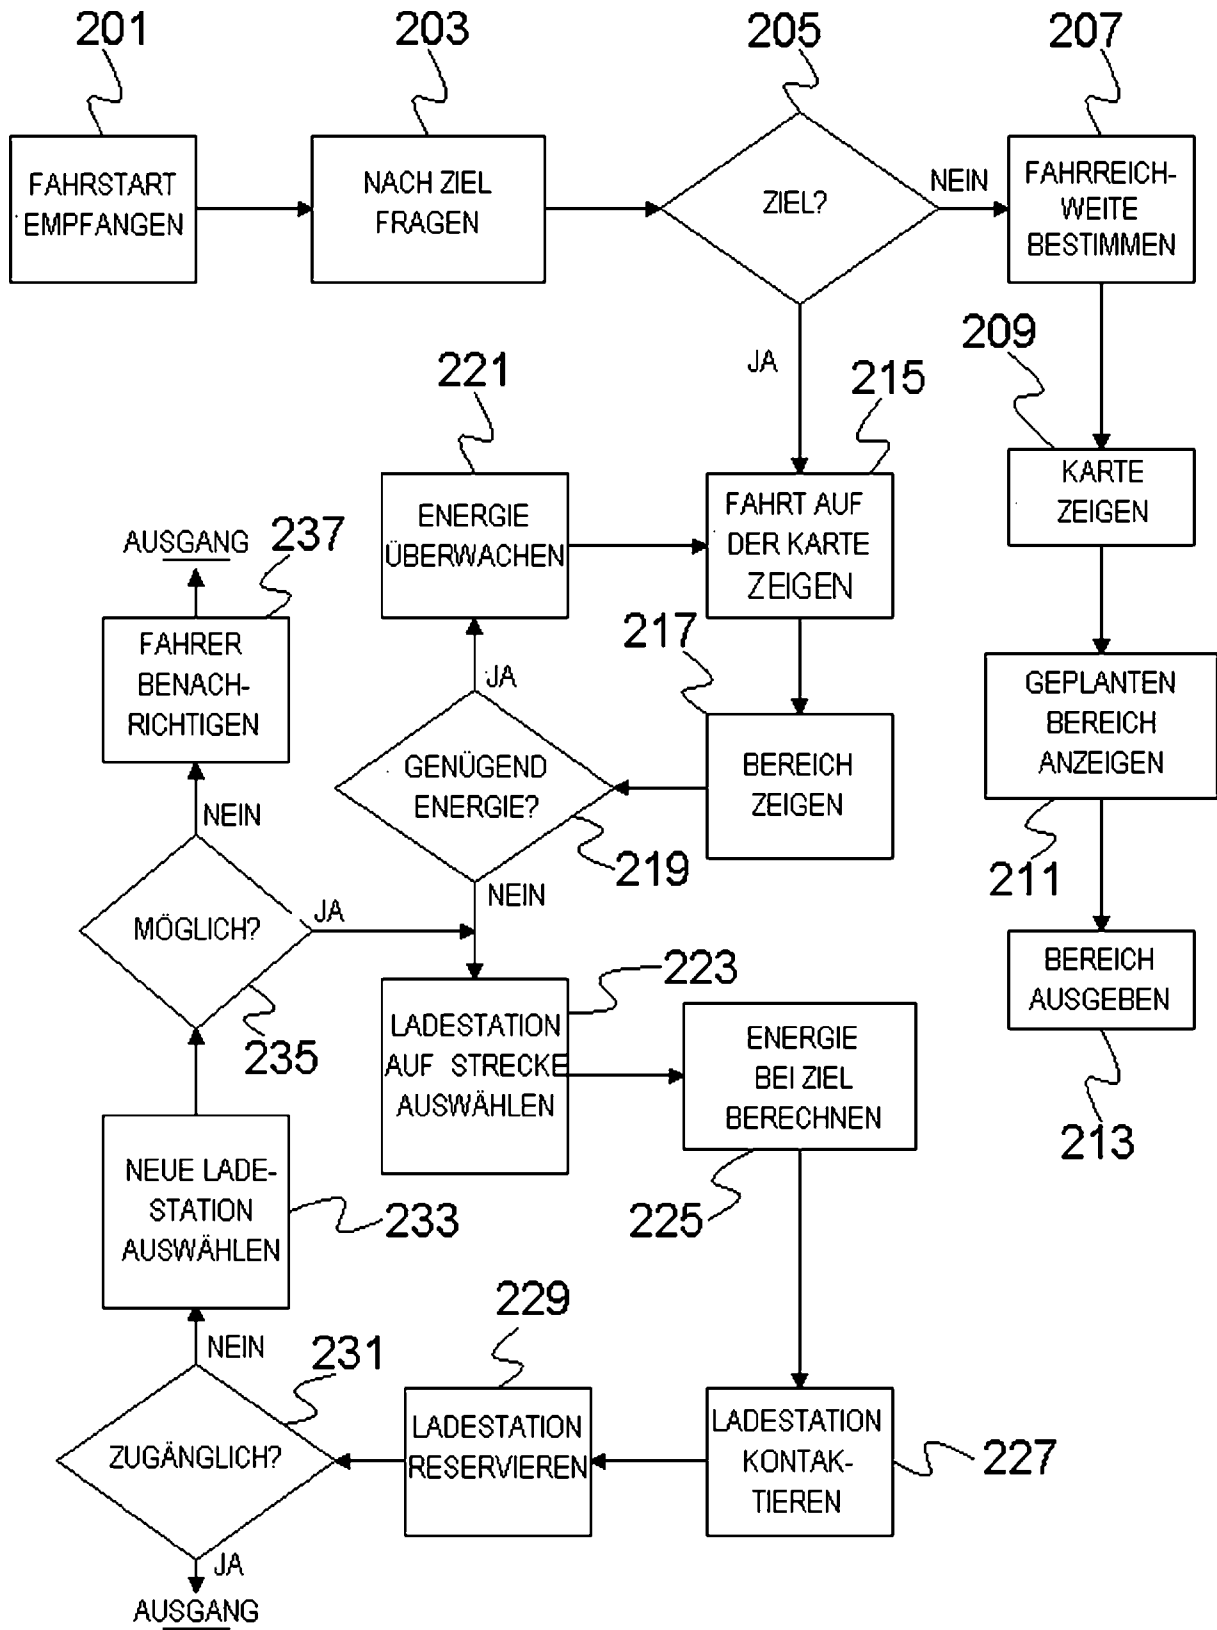 201
203
205
207
FAHRSTART
EMPFANGEN
NACH ZIEL
FRAGEN
ZIEL?
NEIN
FAHRREICH-
WEITE
BESTIMMEN
JA
209
221
215
KARTE
ZEIGEN
ENERGIE
ÜBERWACHEN
FAHRT AUF
DER KARTE
ZEIGEN
AUSGANG
237
217
FAHRER
BENACH-
RICHTIGEN
JA
GEPLANTEN
BEREICH
ANZEIGEN
GENÜGEND
ENERGIE?
BEREICH
ZEIGEN
NEIN
219
211
NEIN
MÖGLICH?
JA
BEREICH
AUSGEBEN
223
235
LADESTATION
AUF STRECKE
AUSWÄHLEN
ENERGIE
BEI ZIEL
BERECHNEN
213
NEUE LADE-
STATION
AUSWÄHLEN
233
225
229
NEIN
231
ZUGÄNGLICH?
LADESTATION
RESERVIEREN
LADESTATION
KONTAK-
TIEREN
227
JA
AUSGANG